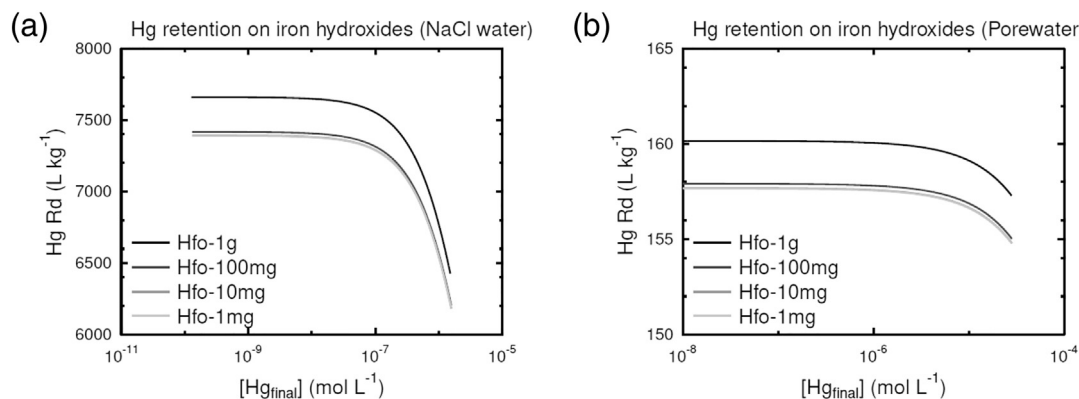 (a) Hg retention on iron hydroxides (NaCl water)
8000
7500
7000
6500
6000
Hg Rd (L kg⁻¹)
Hfo-1g
Hfo-100mg
Hfo-10mg
Hfo-1mg
10⁻¹¹ 10⁻⁹ 10⁻⁷ 10⁻⁵
[Hg_final] (mol L⁻¹)
(b) Hg retention on iron hydroxides (Porewater
165
160
155
150
Hg Rd (L kg⁻¹)
Hfo-1g
Hfo-100mg
Hfo-10mg
Hfo-1mg
10⁻⁸ 10⁻⁶ 10⁻⁴
[Hg_final] (mol L⁻¹)